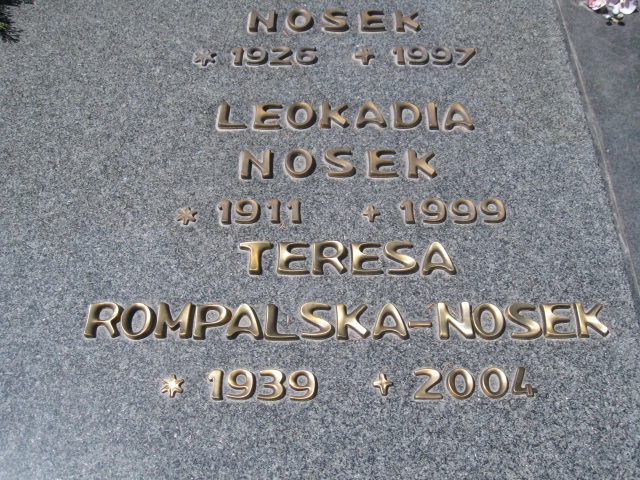 NOSEK
* 1926 + 1997
LEOKADIA
NOSEK
* 1911 + 1999
TERESA
ROMPALSKA-NOSEK
* 1939 + 2004